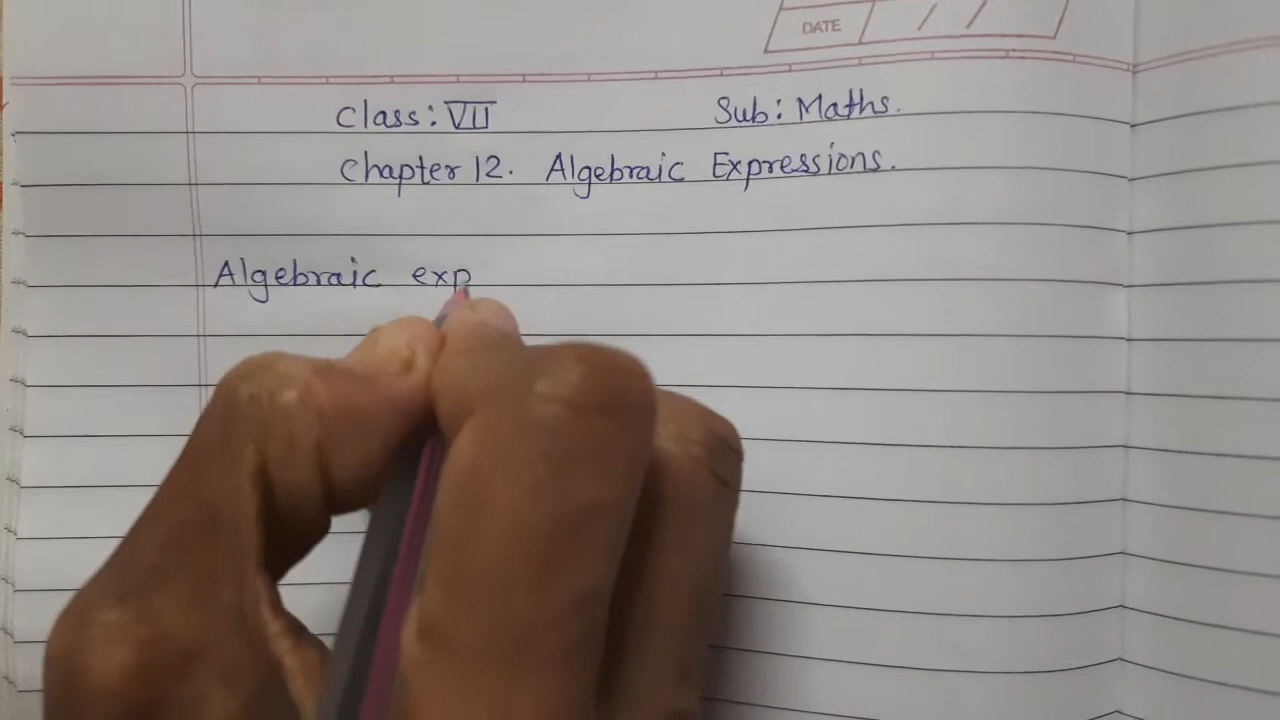 DATE / /
Class: VII Sub: Maths.
Chapter 12. Algebraic Expressions.
Algebraic exp